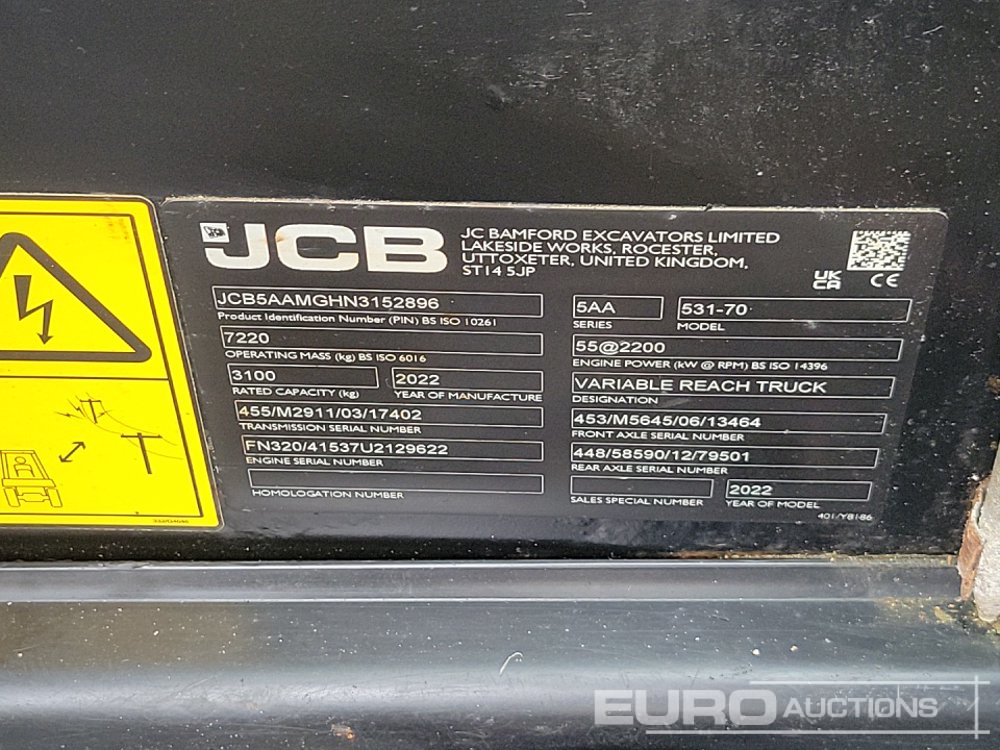 JCB
JC BAMFORD EXCAVATORS LIMITED
LAKESIDE WORKS, ROCESTER,
UTTOXETER, UNITED KINGDOM.
ST14 5JP
UK
CA
CE
JCB5AAMGHN3152896
Product Identification Number (PIN) BS ISO 10261
7220
OPERATING MASS (kg) BS ISO 6016
3100
2022
RATED CAPACITY (kg)
YEAR OF MANUFACTURE
455/M2911/03/17402
TRANSMISSION SERIAL NUMBER
FN320/41537U2129622
ENGINE SERIAL NUMBER
HOMOLOGATION NUMBER
5AA
531-70
SERIES
MODEL
55@2200
ENGINE POWER (kW @ RPM) BS ISO 14396
VARIABLE REACH TRUCK
DESIGNATION
453/M5645/06/13464
FRONT AXLE SERIAL NUMBER
448/58590/12/79501
REAR AXLE SERIAL NUMBER
2022
SALES SPECIAL NUMBER
YEAR OF MODEL
401/Y8186
EURO AUCTIONS